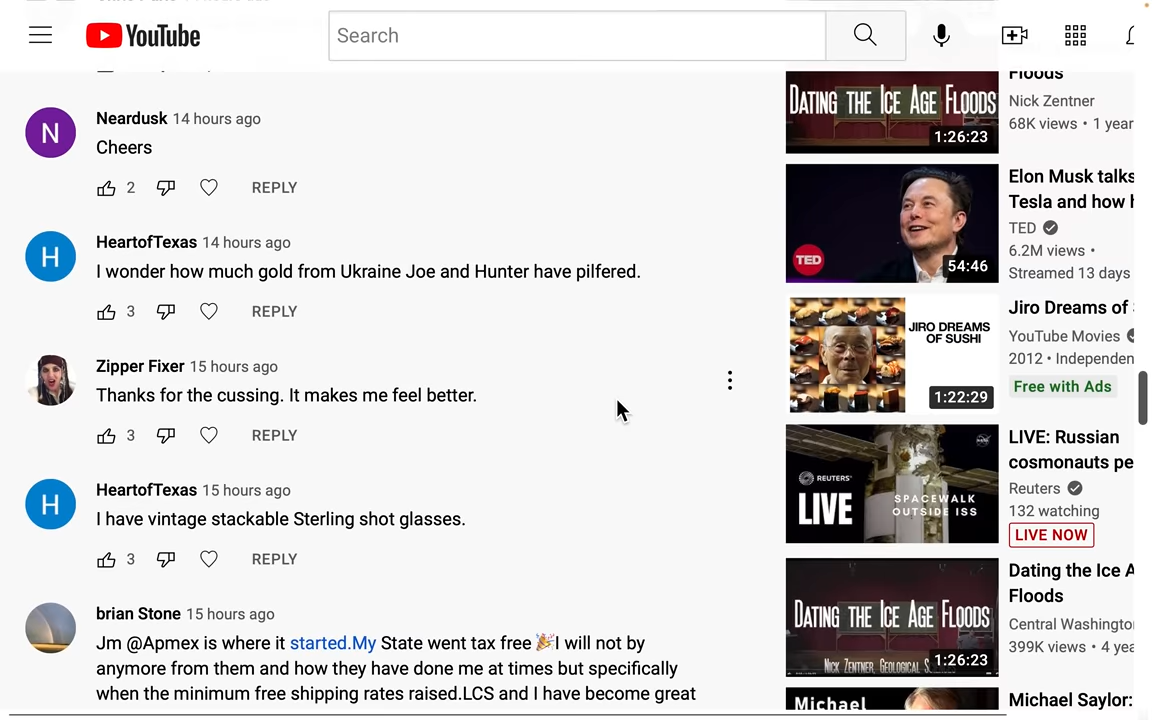 YouTube
Search
N
Neardusk 14 hours ago
Cheers
2
REPLY
H
HeartofTexas 14 hours ago
I wonder how much gold from Ukraine Joe and Hunter have pilfered.
3
REPLY
Zipper Fixer 15 hours ago
Thanks for the cussing. It makes me feel better.
3
REPLY
H
HeartofTexas 15 hours ago
I have vintage stackable Sterling shot glasses.
3
REPLY
brian Stone 15 hours ago
Jm @Apmex is where it started.My State went tax free 🎉I will not by
anymore from them and how they have done me at times but specifically
when the minimum free shipping rates raised.LCS and I have become great
DATING THE ICE AGE FLOODS
1:26:23
Floods
Nick Zentner
68K views • 1 year
TED
54:46
Elon Musk talks
Tesla and how
TED
6.2M views •
Streamed 13 days
JIRO DREAMS
OF SUSHI
1:22:29
Jiro Dreams of
YouTube Movies
2012 •
Free with Ads
REUTERS
LIVE
SPACEWALK
OUTSIDE ISS
LIVE: Russian
cosmonauts
Reuters
132 watching
LIVE NOW
DATING THE ICE AGE FLOODS
NICK ZENTNER, GEOLOGICAL S
1:26:23
Dating the Ice A
Floods
Central Washingto
399K views • 4
Michael
Michael Saylor: